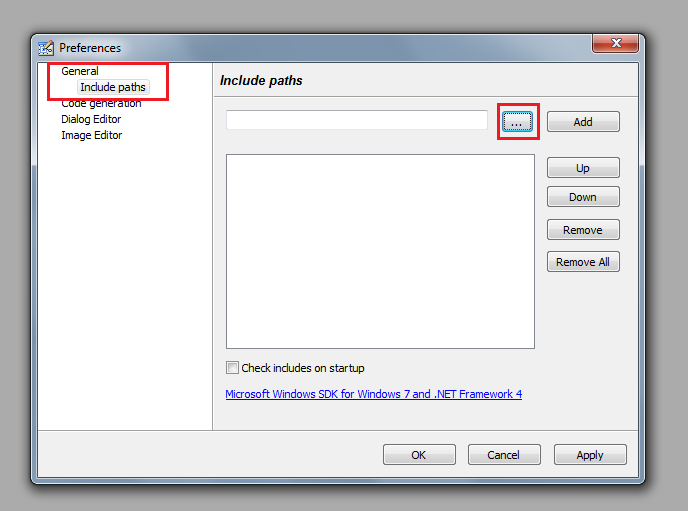 Preferences
General
Include paths
Code generation
Dialog Editor
Image Editor
Include paths
...
Add
Up
Down
Remove
Remove All
Check includes on startup
Microsoft Windows SDK for Windows 7 and .NET Framework 4
OK
Cancel
Apply